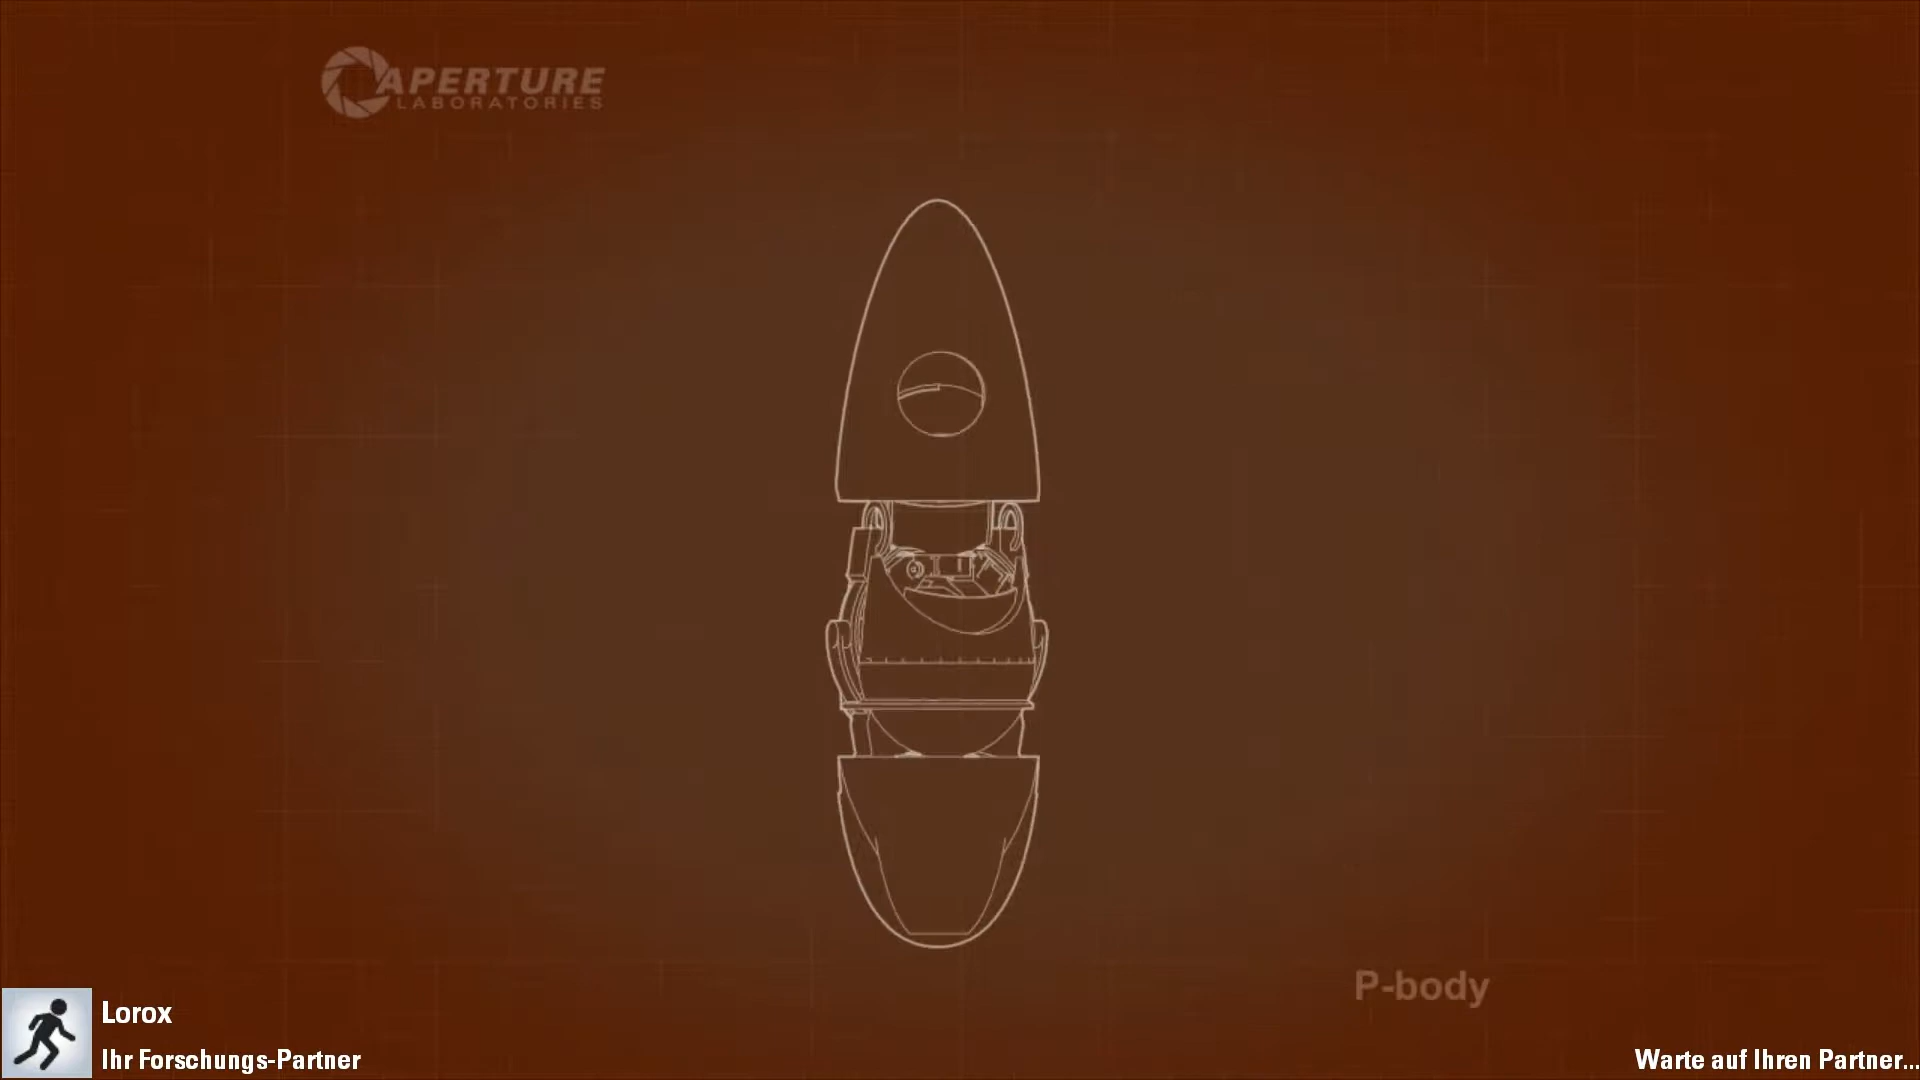 APERTURE
LABORATORIES
P-body
Lorox
Ihr Forschungs-Partner
Warte auf Ihren Partner...